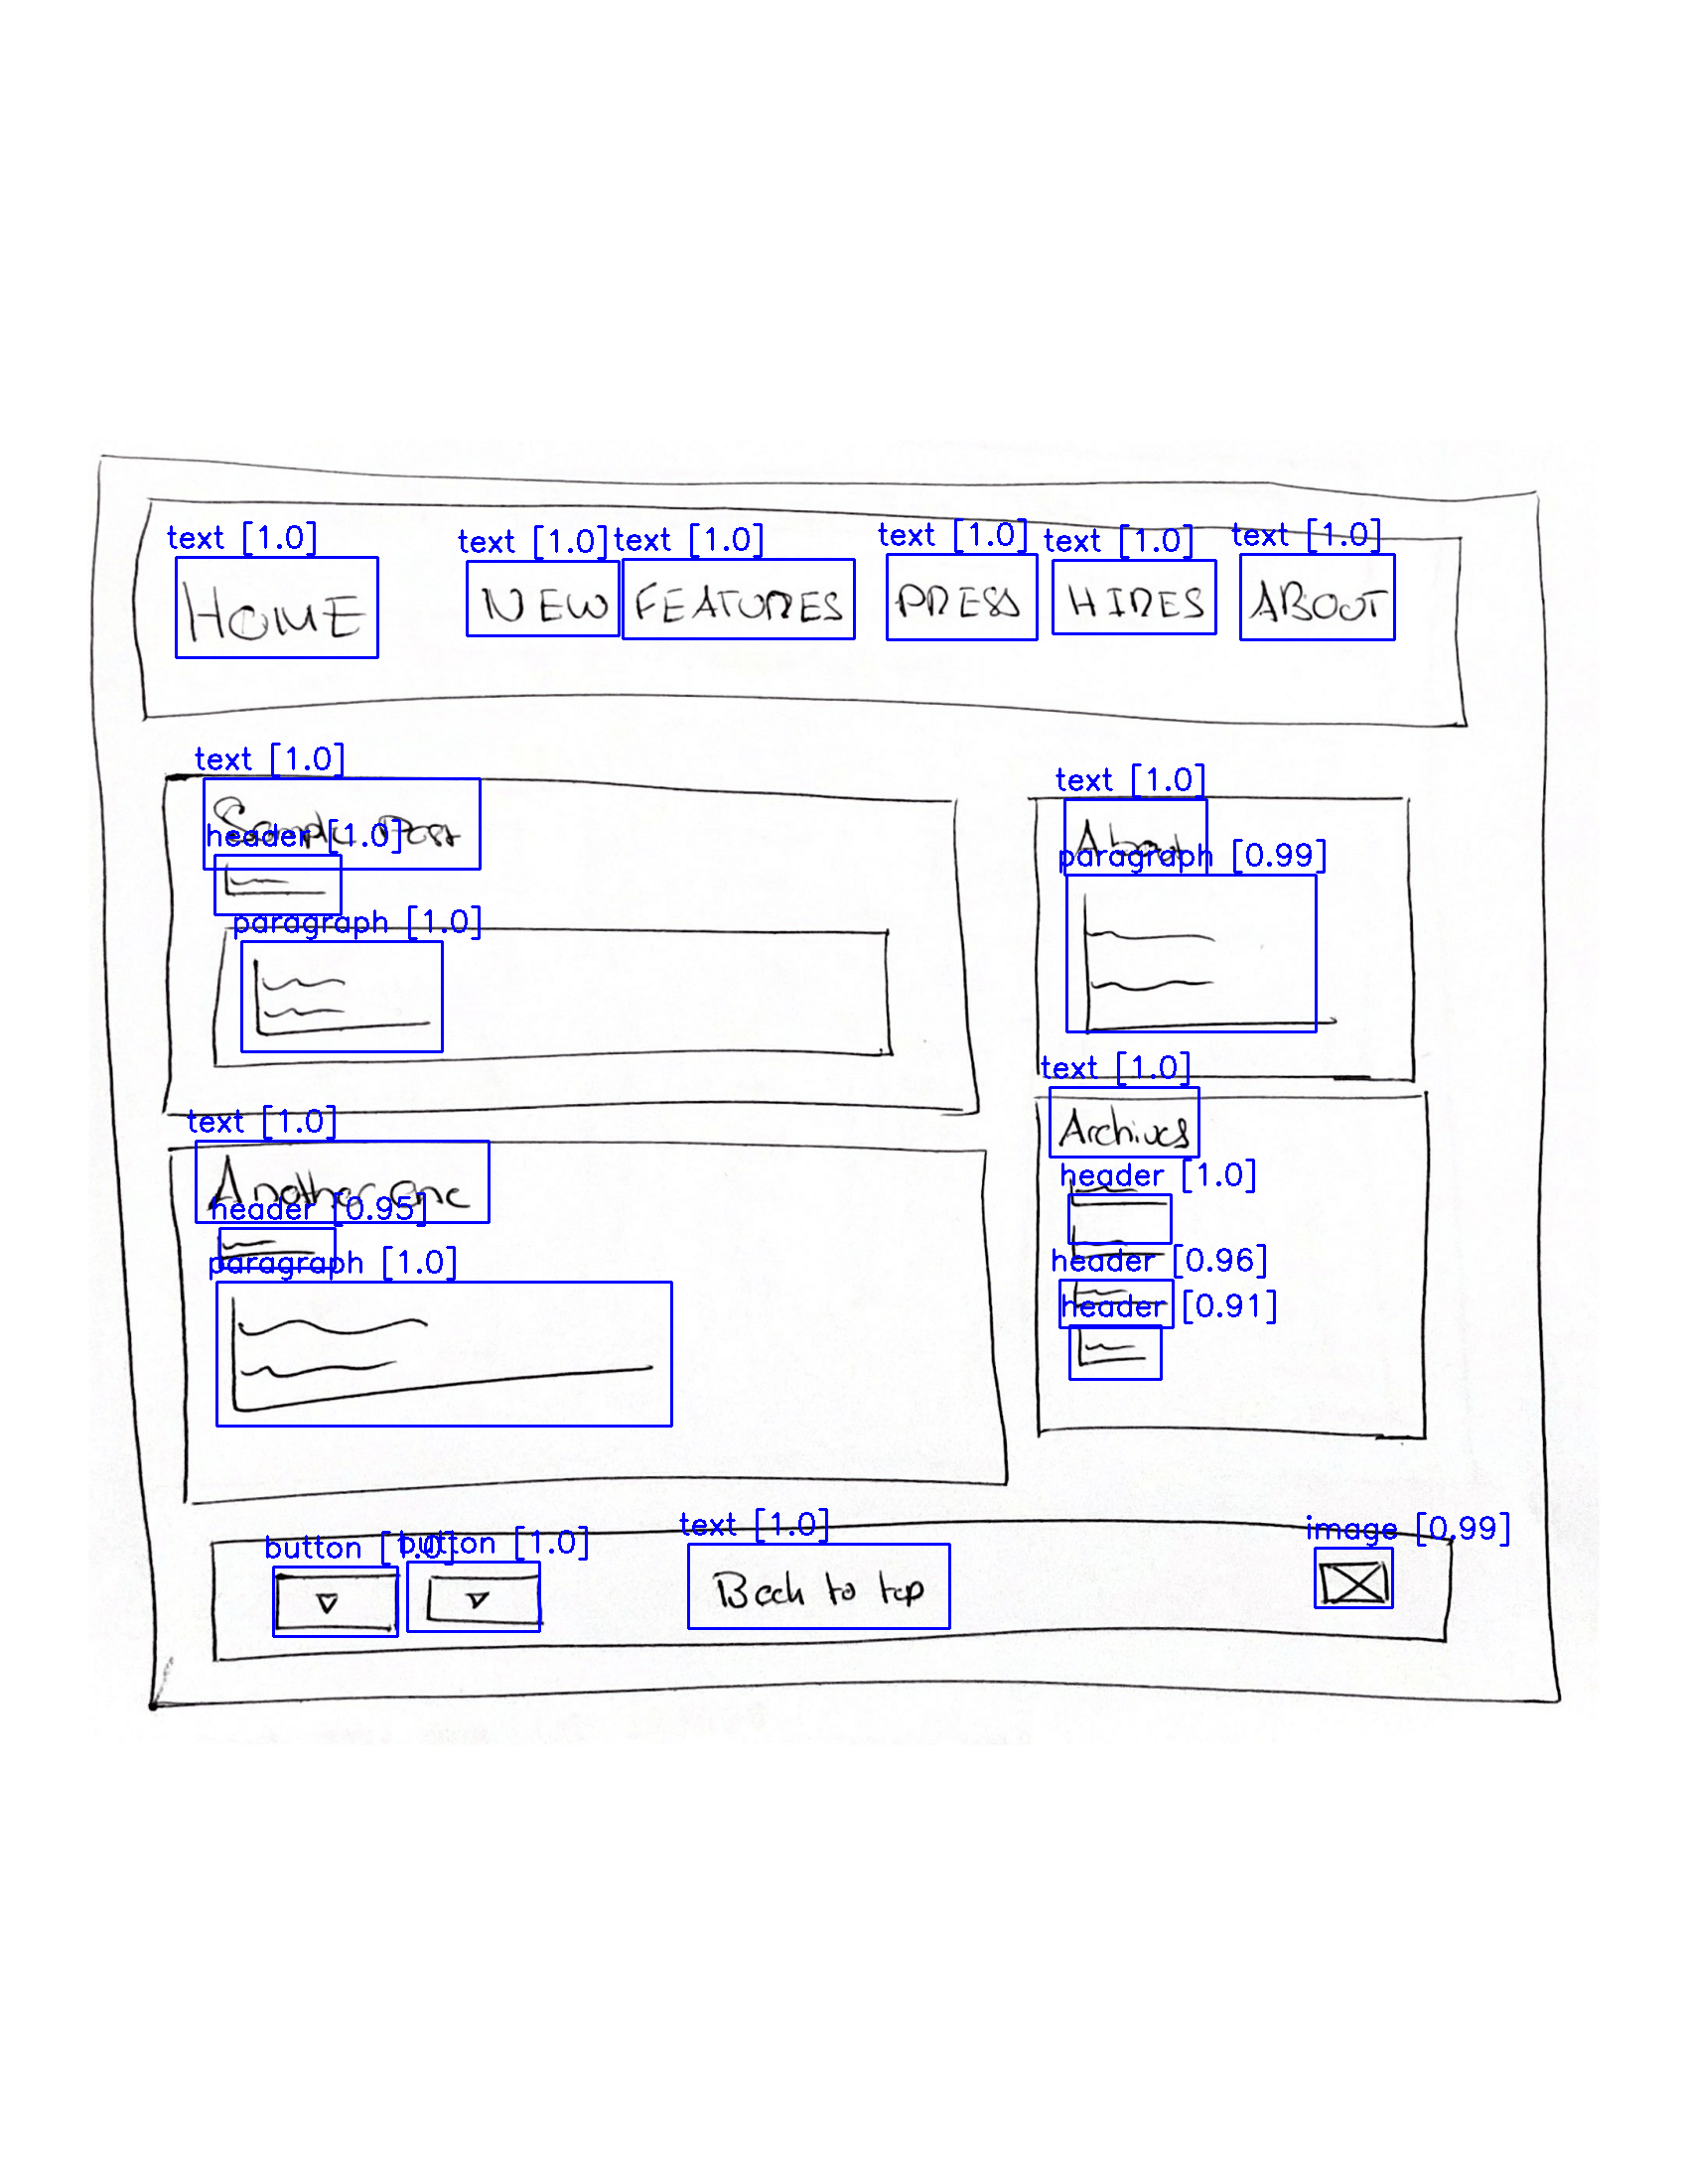 text [1.0] text [1.0] text [1.0] text [1.0] text [1.0] text [1.0]
HOME NEW FEATURES PRESS HIRES ABOUT
text [1.0]
Sample Post
header [1.0]
paragraph [1.0]
text [1.0]
About
paragraph [0.99]
text [1.0]
Another one
header [0.95]
paragraph [1.0]
text [1.0]
Archives
header [1.0]
header [0.96]
header [0.91]
button [1.0] button [1.0] text [1.0] image [0.99]
Back to top